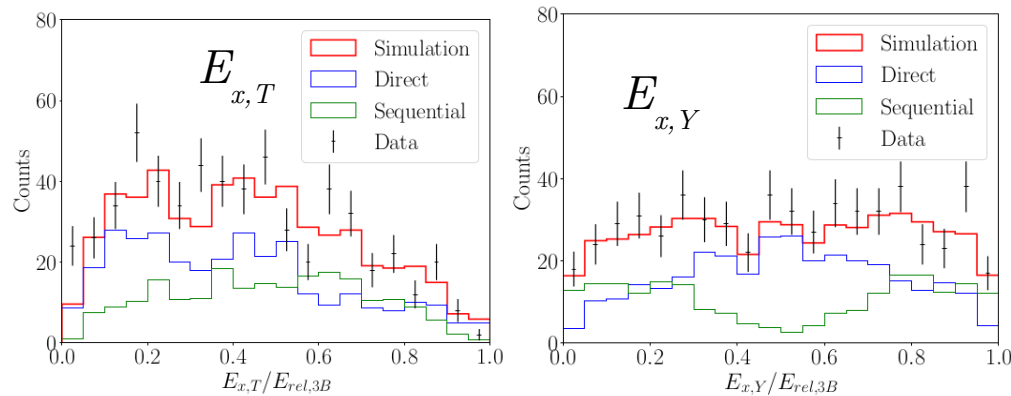 80
60
40
20
0
Counts
E_{x,T}
Simulation
Direct
Sequential
Data
0.0 0.2 0.4 0.6 0.8 1.0
E_{x,T}/E_{rel,3B}
80
60
40
20
0
Counts
E_{x,Y}
Simulation
Direct
Sequential
Data
0.0 0.2 0.4 0.6 0.8 1.0
E_{x,Y}/E_{rel,3B}